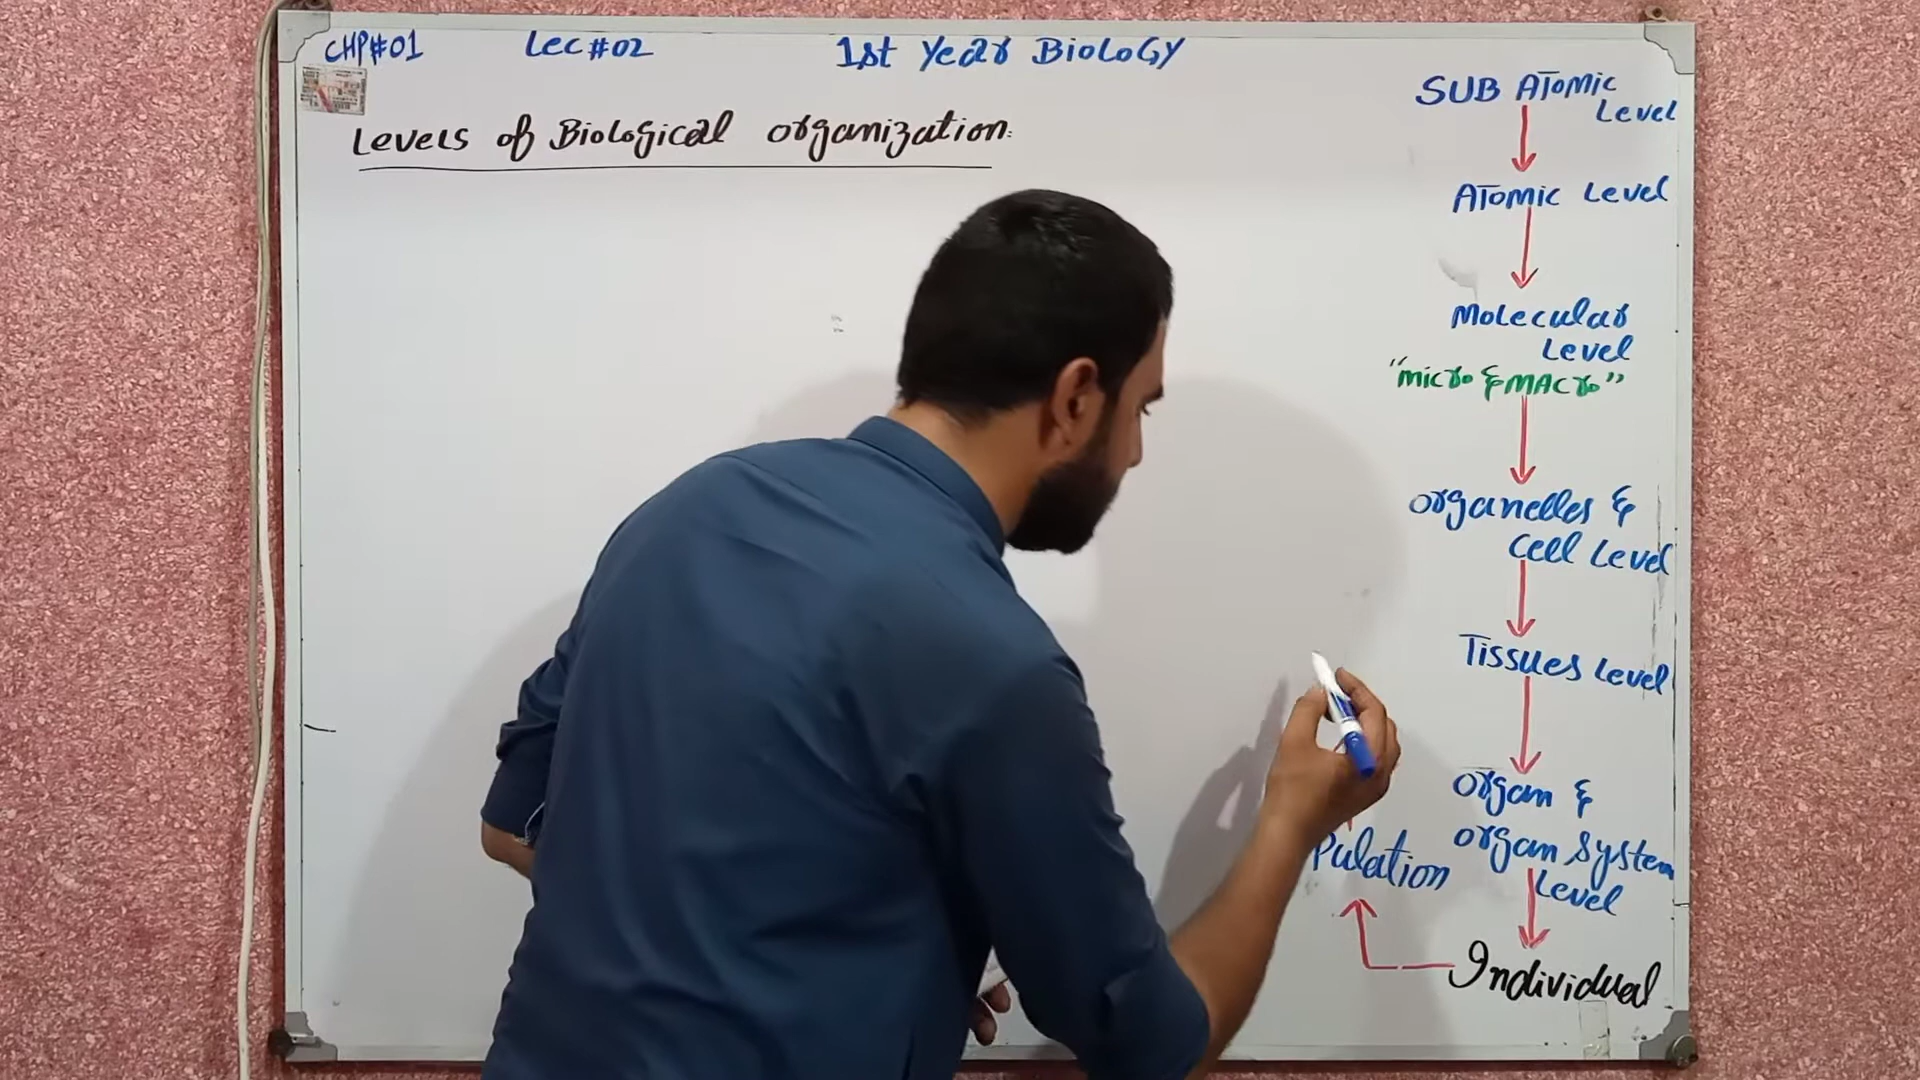 CHP#01 Lec#02 1st Year Biology
Levels of Biological organization:
SUB Atomic
Level
Atomic Level
Molecular
Level
"micro & MAcro"
organelles &
Cell Level
Tissues Level
organ &
organ System
Level
Pulation
Individual